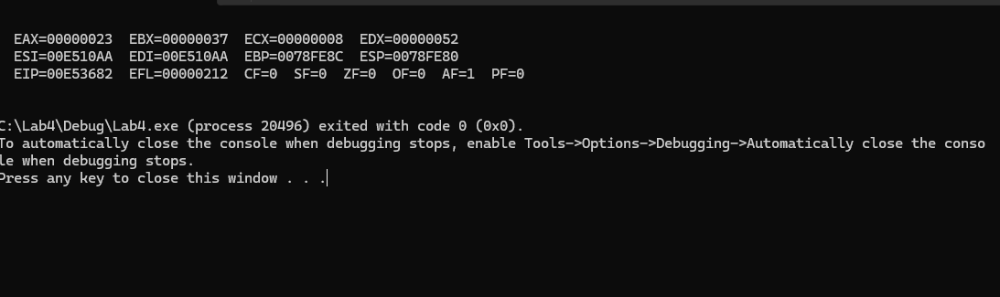 EAX=00000023  EBX=00000037  ECX=00000008  EDX=00000052
ESI=00E510AA  EDI=00E510AA  EBP=0078FE8C  ESP=0078FE80
EIP=00E53682  EFL=00000212  CF=0  SF=0  ZF=0  OF=0  AF=1  PF=0
C:\Lab4\Debug\Lab4.exe (process 20496) exited with code 0 (0x0).
To automatically close the console when debugging stops, enable Tools->Options->Debugging->Automatically close the conso
le when debugging stops.
Press any key to close this window . . .